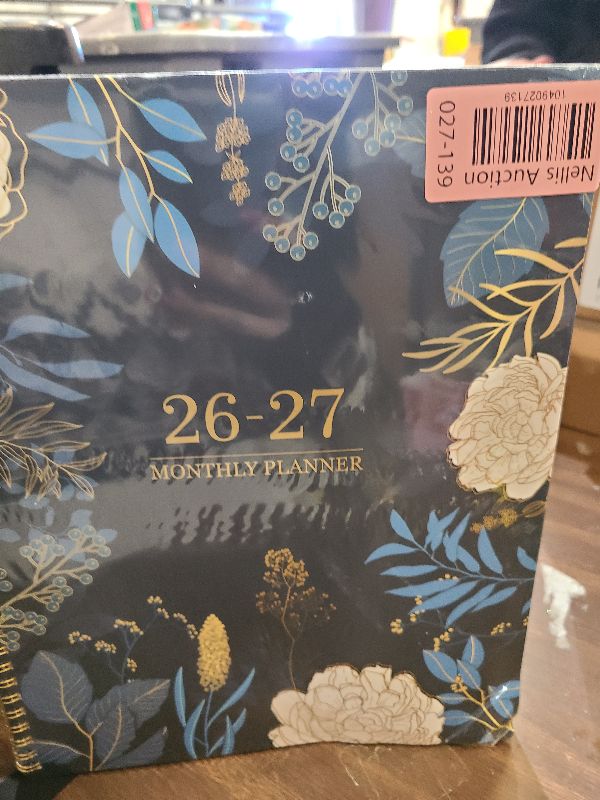 1049027139
027-139
Nellis Auction
26-27
MONTHLY PLANNER